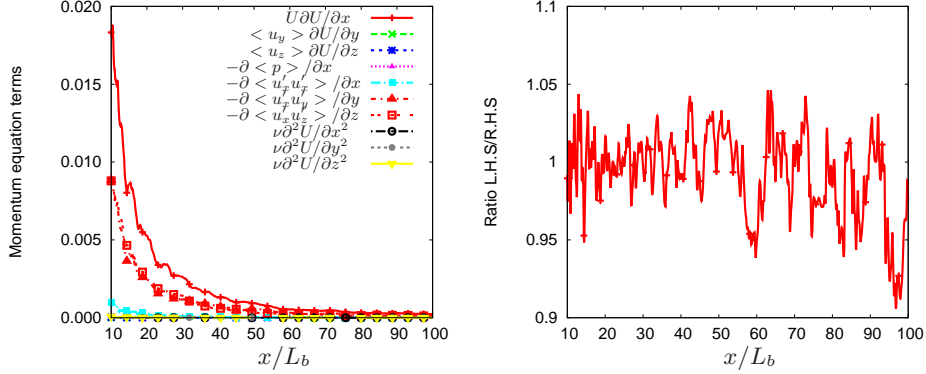 Momentum equation terms
0.020
0.015
0.010
0.005
0.000
U∂U/∂x
< u_y > ∂U/∂y
< u_z > ∂U/∂z
−∂ < p > /∂x
−∂ < u'_x u'_x > /∂x
−∂ < u'_x u'_y > /∂y
−∂ < u'_x u'_z > /∂z
ν∂²U/∂x²
ν∂²U/∂y²
ν∂²U/∂z²
10 20 30 40 50 60 70 80 90 100
x/L_b
Ratio L.H.S/R.H.S
1.1
1.05
1
0.95
0.9
10 20 30 40 50 60 70 80 90 100
x/L_b